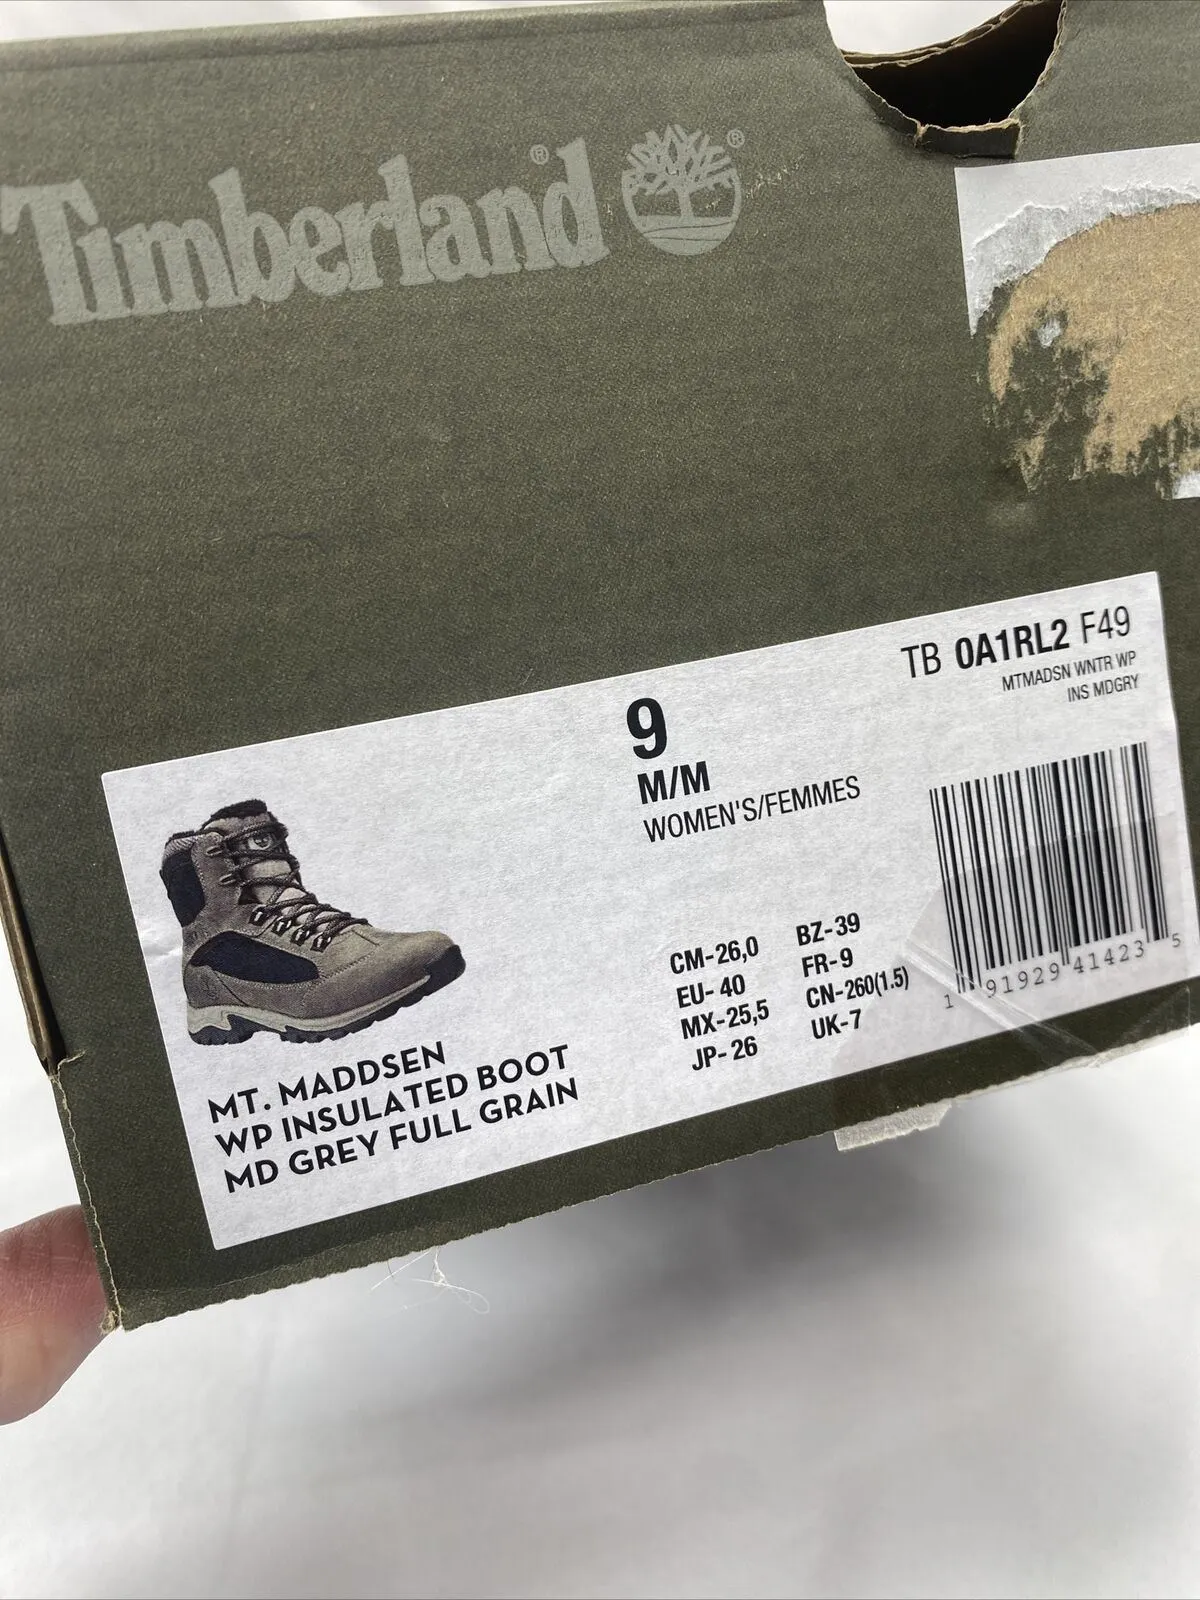 Timberland® ®
TB 0A1RL2 F49
MTMADSN WNTR WP
INS MDGRY
9
M/M
WOMEN'S/FEMMES
CM-26,0 BZ-39
EU-40 FR-9
MX-25,5 CN-260(1.5)
JP-26 UK-7
1 91929 41423 5
MT. MADDSEN
WP INSULATED BOOT
MD GREY FULL GRAIN